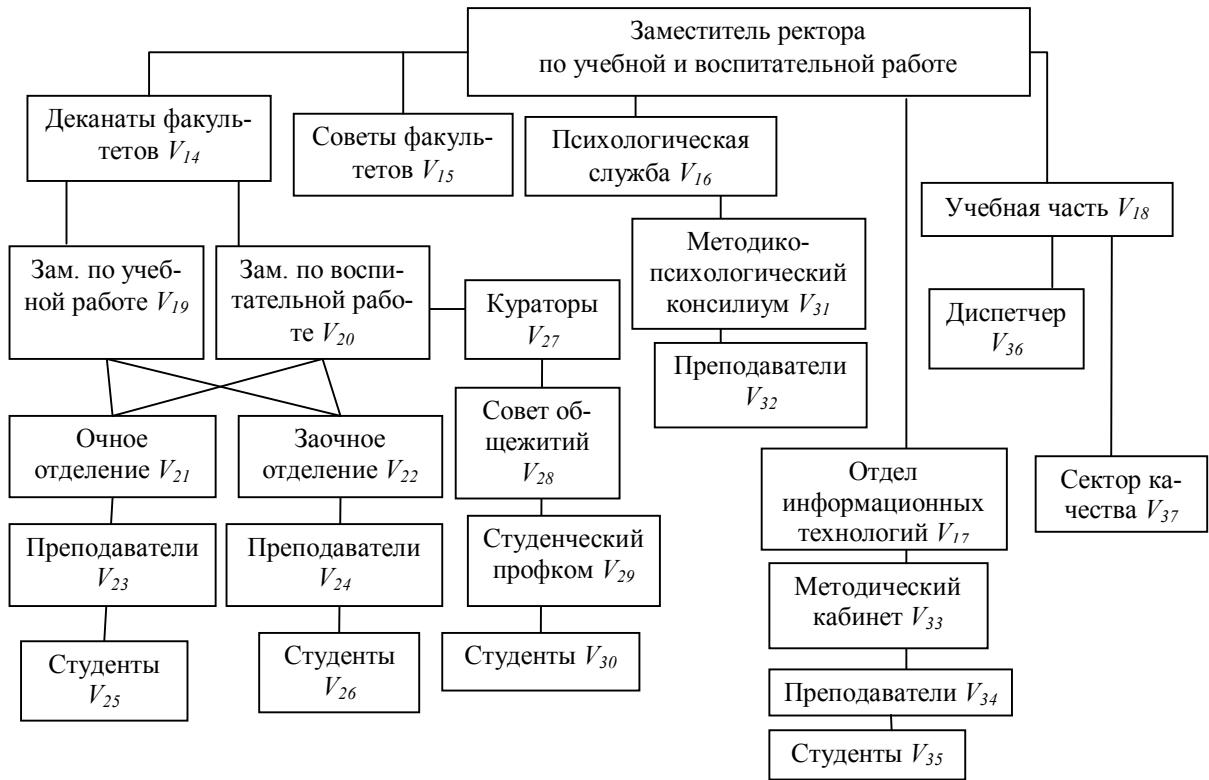 Заместитель ректора
по учебной и воспитательной работе
Деканаты факуль-
тетов V14
Советы факуль-
тетов V15
Психологическая
служба V16
Учебная часть V18
Зам. по учеб-
ной работе V19
Зам. по воспи-
тательной рабо-
те V20
Кураторы
V27
Методико-
психологический
консилиум V31
Диспетчер
V36
Преподаватели
V32
Очное
отделение V21
Заочное
отделение V22
Совет об-
щежитий
V28
Отдел
информационных
технологий V17
Сектор ка-
чества V37
Преподаватели
V23
Преподаватели
V24
Студенческий
профком V29
Методический
кабинет V33
Студенты
V25
Студенты
V26
Студенты V30
Преподаватели V34
Студенты V35